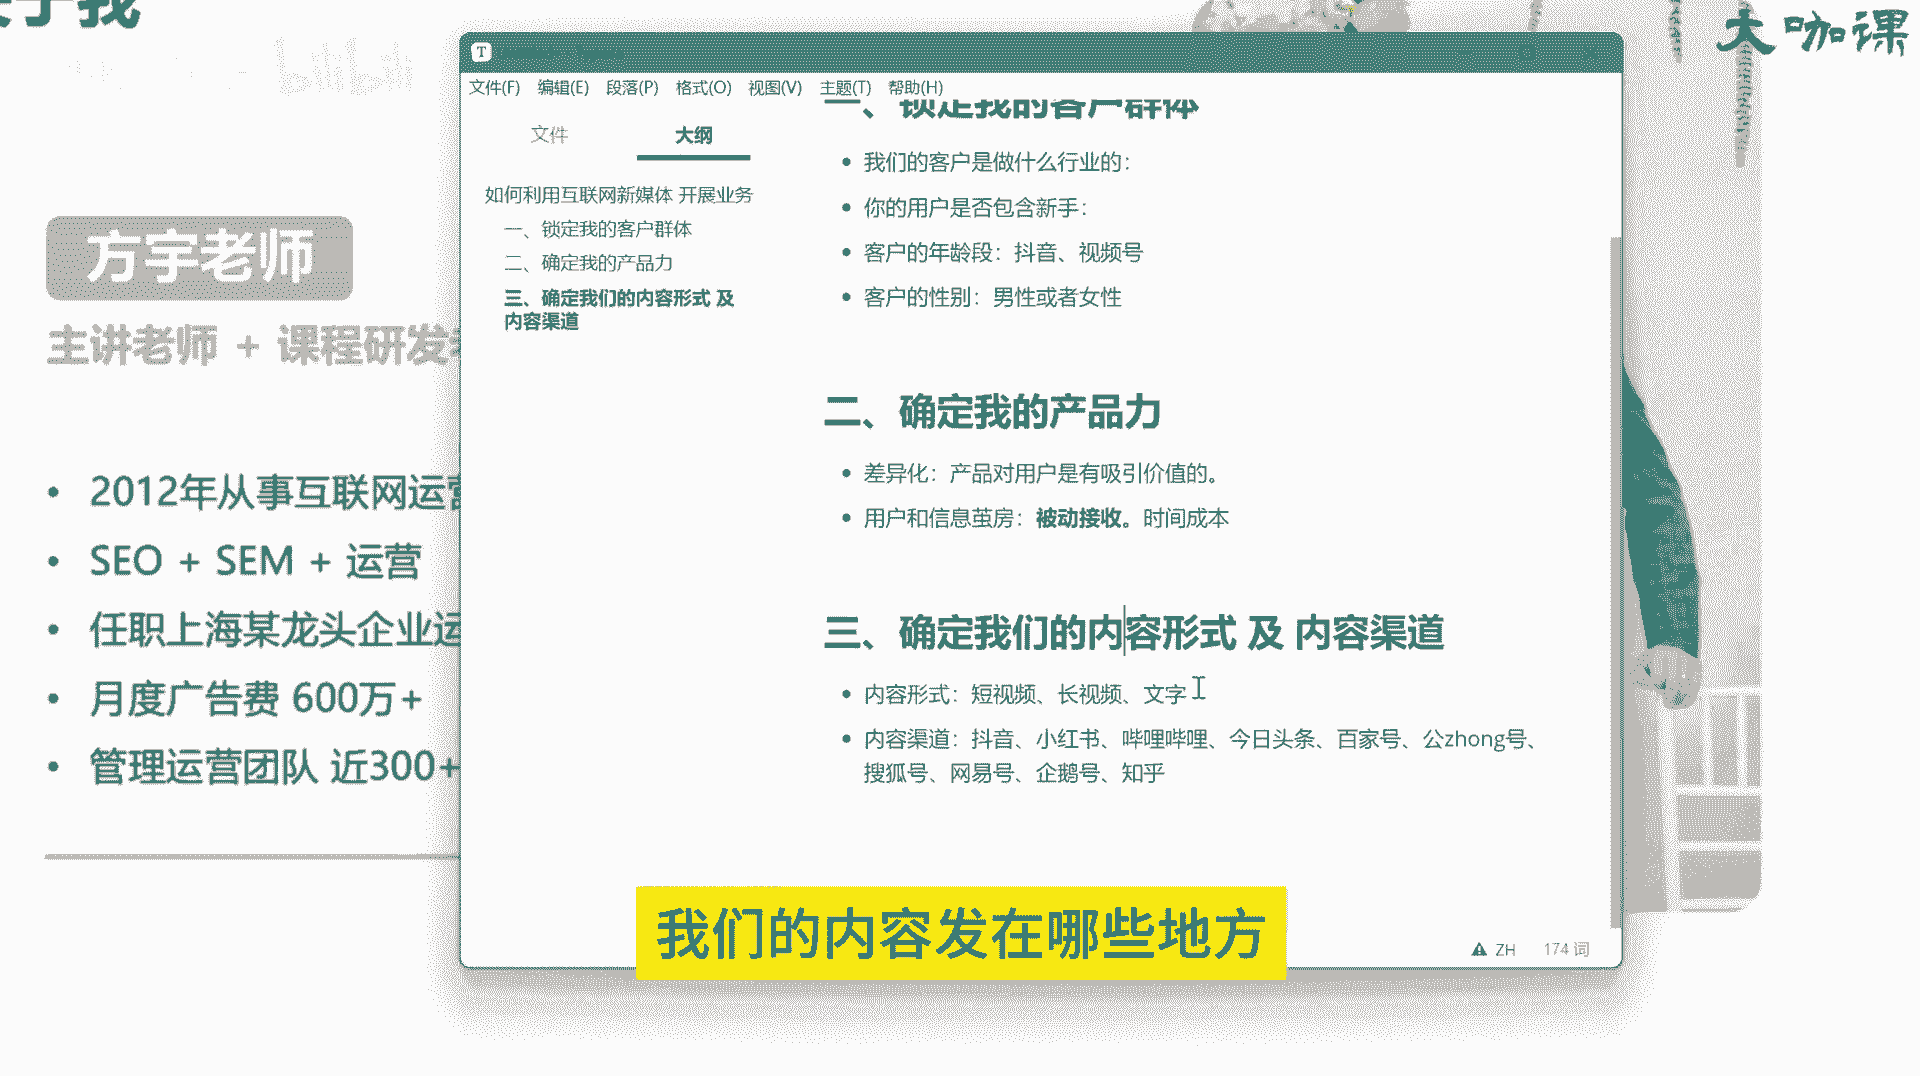 于我
bilibili
大咖课
方宇老师
主讲老师 + 课程研发
2012年从事互联网运营
SEO + SEM + 运营
任职上海某龙头企业运
月度广告费 600万+
管理运营团队 近300+
T
文件(F) 编辑(E) 段落(P) 格式(O) 视图(V) 主题(T) 帮助(H)
文件 大纲
如何利用互联网新媒体 开展业务
一、锁定我的客户群体
二、确定我的产品力
三、确定我们的内容形式 及
内容渠道
一、锁定我的客户群体
我们的客户是做什么行业的：
你的用户是否包含新手：
客户的年龄段：抖音、视频号
客户的性别：男性或者女性
二、确定我的产品力
差异化：产品对用户是有吸引价值的。
用户和信息茧房：被动接收。时间成本
三、确定我们的内容形式 及 内容渠道
内容形式：短视频、长视频、文字
内容渠道：抖音、小红书、哔哩哔哩、今日头条、百家号、公zhong号、
搜狐号、网易号、企鹅号、知乎
ZH 174 词
我们的内容发在哪些地方